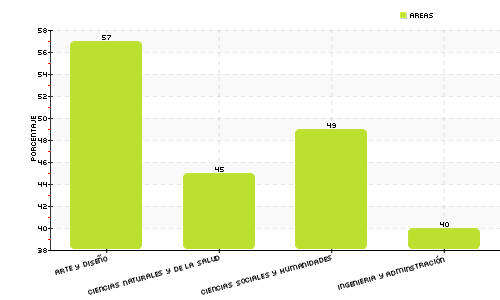 AREAS
PORCENTAJE
58
56
54
52
50
48
46
44
42
40
38
57
45
49
40
ARTE Y DISEÑO
CIENCIAS NATURALES Y DE LA SALUD
CIENCIAS SOCIALES Y HUMANIDADES
INGENIERIA Y ADMINSTRACIÓN